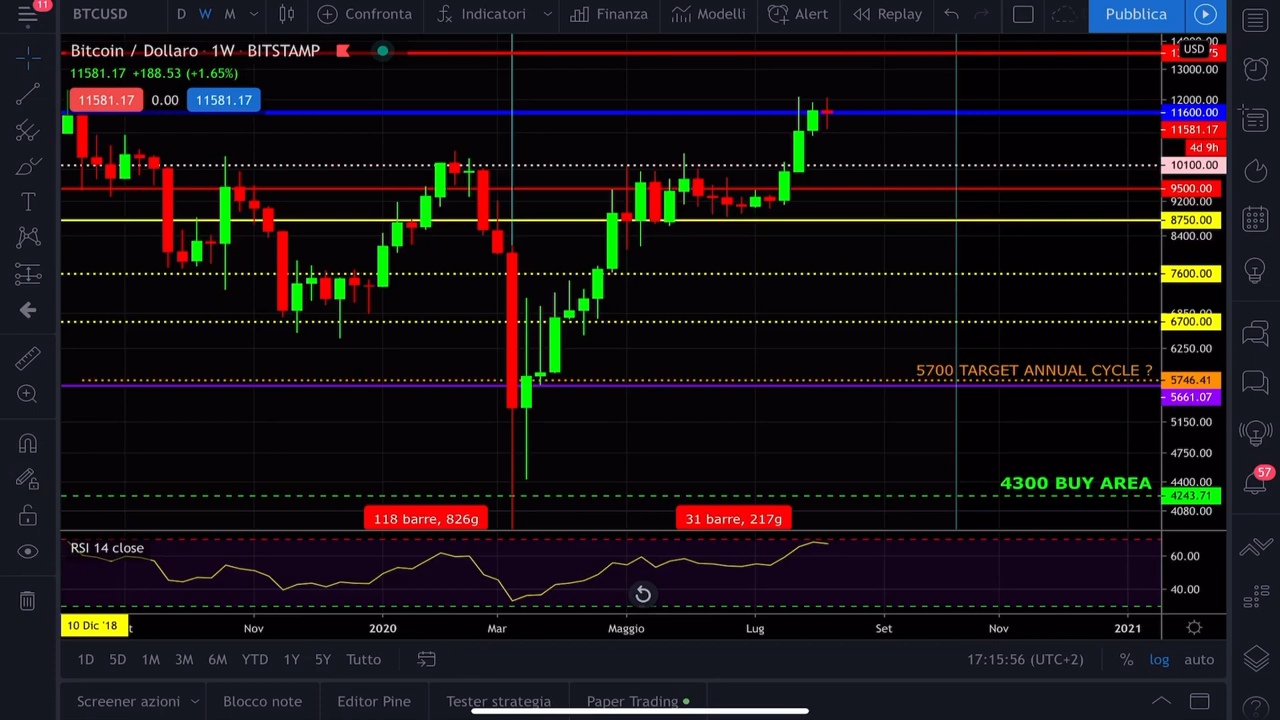 11
BTCUSD
D W M
Confronta
Indicatori
Finanza
Modelli
Alert
Replay
Pubblica
Bitcoin / Dollaro · 1W · BITSTAMP
11581.17 +188.53 (+1.65%)
11581.17 0.00 11581.17
USD
13000.00
12000.00
11600.00
11581.17
4d 9h
10100.00
9500.00
9200.00
8750.00
8400.00
7600.00
6700.00
6250.00
5700 TARGET ANNUAL CYCLE ?
5746.41
5661.07
5150.00
4750.00
4300 BUY AREA
4400.00
4243.71
4080.00
118 barre, 826g
31 barre, 217g
57
RSI 14 close
60.00
40.00
10 Dic '18
Nov 2020 Mar Maggio Lug Set Nov 2021
1D 5D 1M 3M 6M YTD 1Y 5Y Tutto
17:15:56 (UTC+2) % log auto
Screener azioni
Blocco note
Editor Pine
Tester strategia
Paper Trading